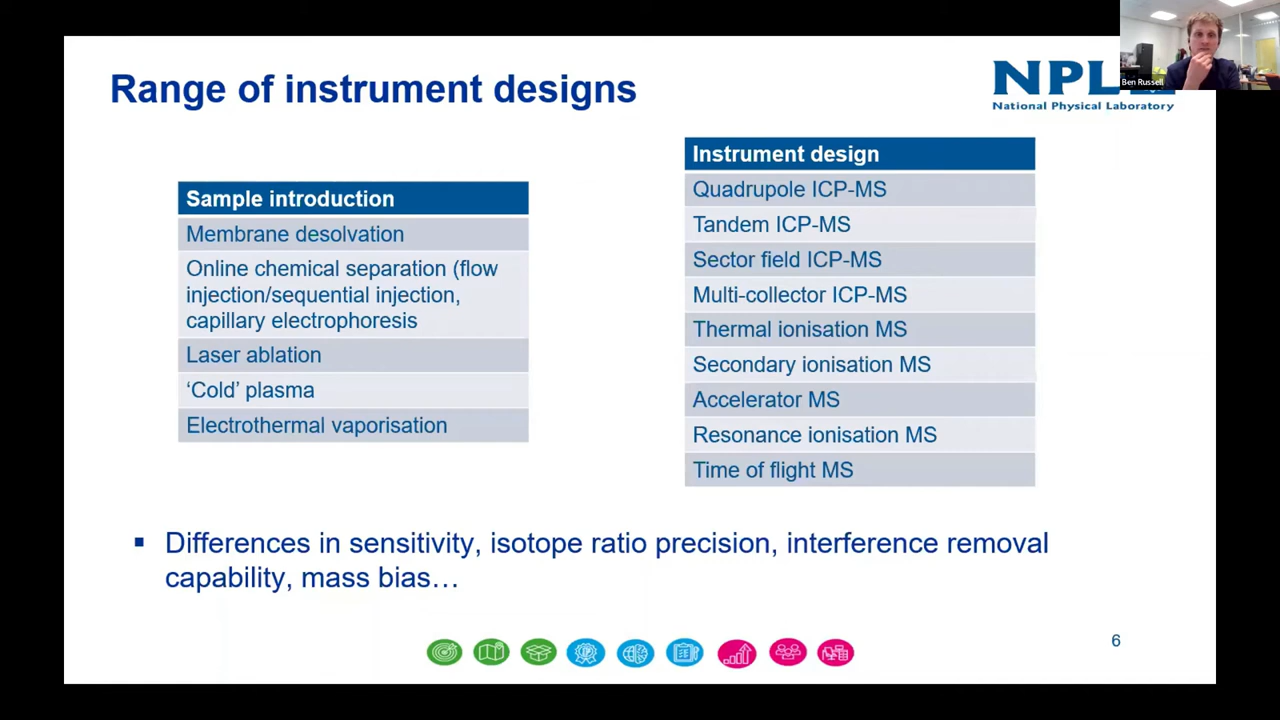 Range of instrument designs
NPL
National Physical Laboratory
Ben Russell
Sample introduction
Membrane desolvation
Online chemical separation (flow
injection/sequential injection,
capillary electrophoresis
Laser ablation
‘Cold’ plasma
Electrothermal vaporisation
Instrument design
Quadrupole ICP-MS
Tandem ICP-MS
Sector field ICP-MS
Multi-collector ICP-MS
Thermal ionisation MS
Secondary ionisation MS
Accelerator MS
Resonance ionisation MS
Time of flight MS
▪ Differences in sensitivity, isotope ratio precision, interference removal
capability, mass bias…
6